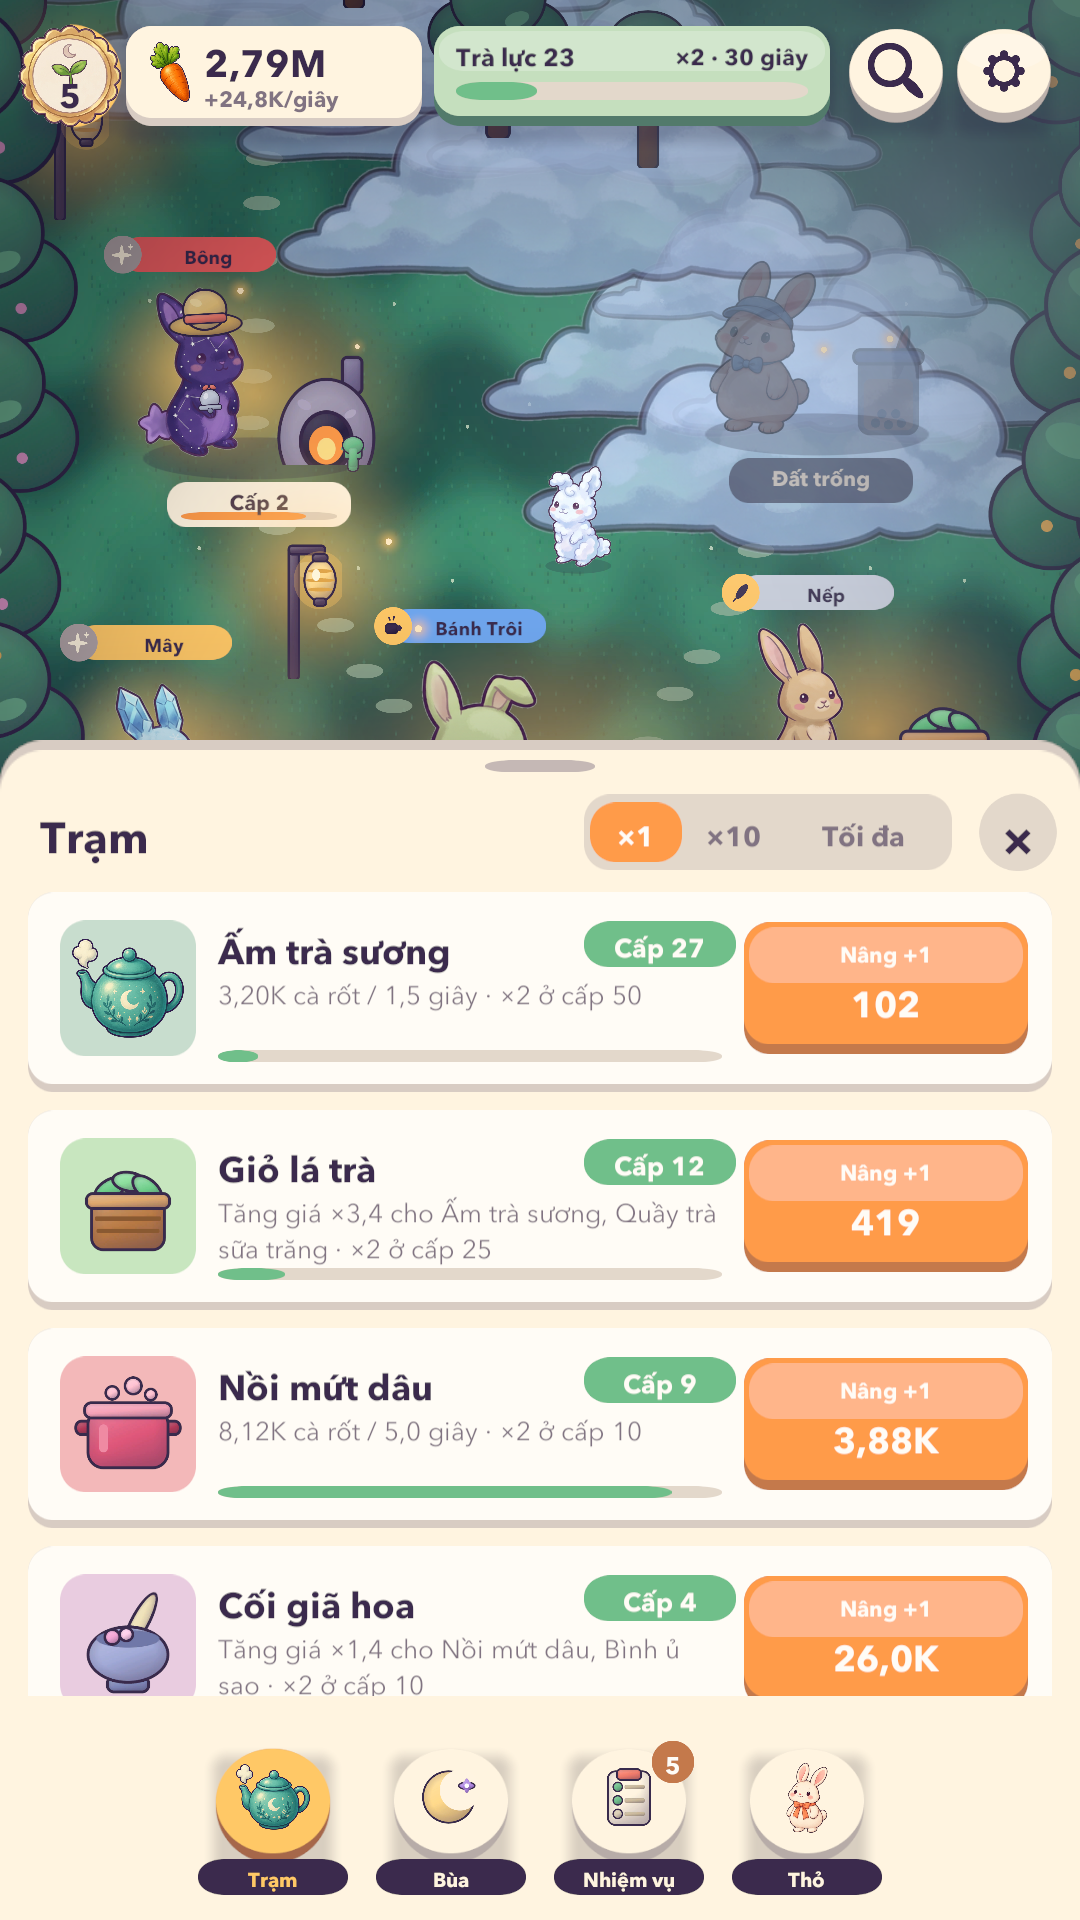 5
2,79M
+24,8K/giây
Trà lực 23
×2 · 30 giây
Bông
Cấp 2
Đất trống
Nếp
Bánh Trôi
Mây
Trạm
×1
×10
Tối đa
×
Ấm trà sương
Cấp 27
3,20K cà rốt / 1,5 giây · ×2 ở cấp 50
Nâng +1
102
Giỏ lá trà
Cấp 12
Tăng giá ×3,4 cho Ấm trà sương, Quầy trà
sữa trăng · ×2 ở cấp 25
Nâng +1
419
Nồi mứt dâu
Cấp 9
8,12K cà rốt / 5,0 giây · ×2 ở cấp 10
Nâng +1
3,88K
Cối giã hoa
Cấp 4
Tăng giá ×1,4 cho Nồi mứt dâu, Bình ủ
sao · ×2 ở cấp 10
Nâng +1
26,0K
5
Trạm
Bùa
Nhiệm vụ
Thỏ